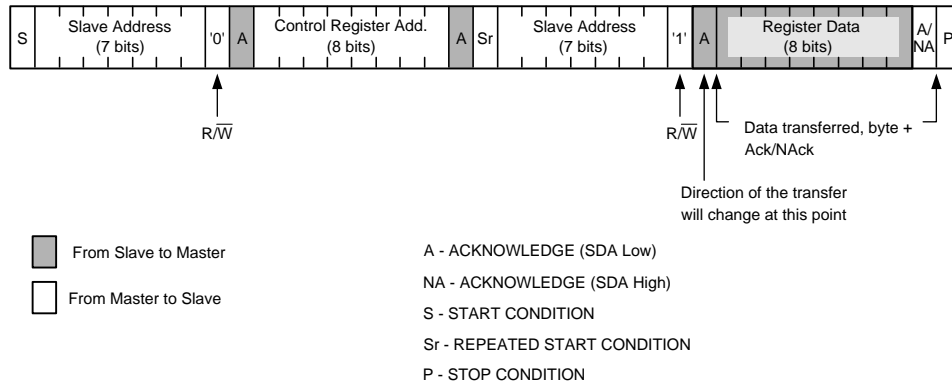 S Slave Address (7 bits) '0' A Control Register Add. (8 bits) A Sr Slave Address (7 bits) '1' A Register Data (8 bits) A/NA P
R/W̅ R/W̅
Data transferred, byte +
Ack/NAck
Direction of the transfer
will change at this point
From Slave to Master
From Master to Slave
A - ACKNOWLEDGE (SDA Low)
NA - ACKNOWLEDGE (SDA High)
S - START CONDITION
Sr - REPEATED START CONDITION
P - STOP CONDITION